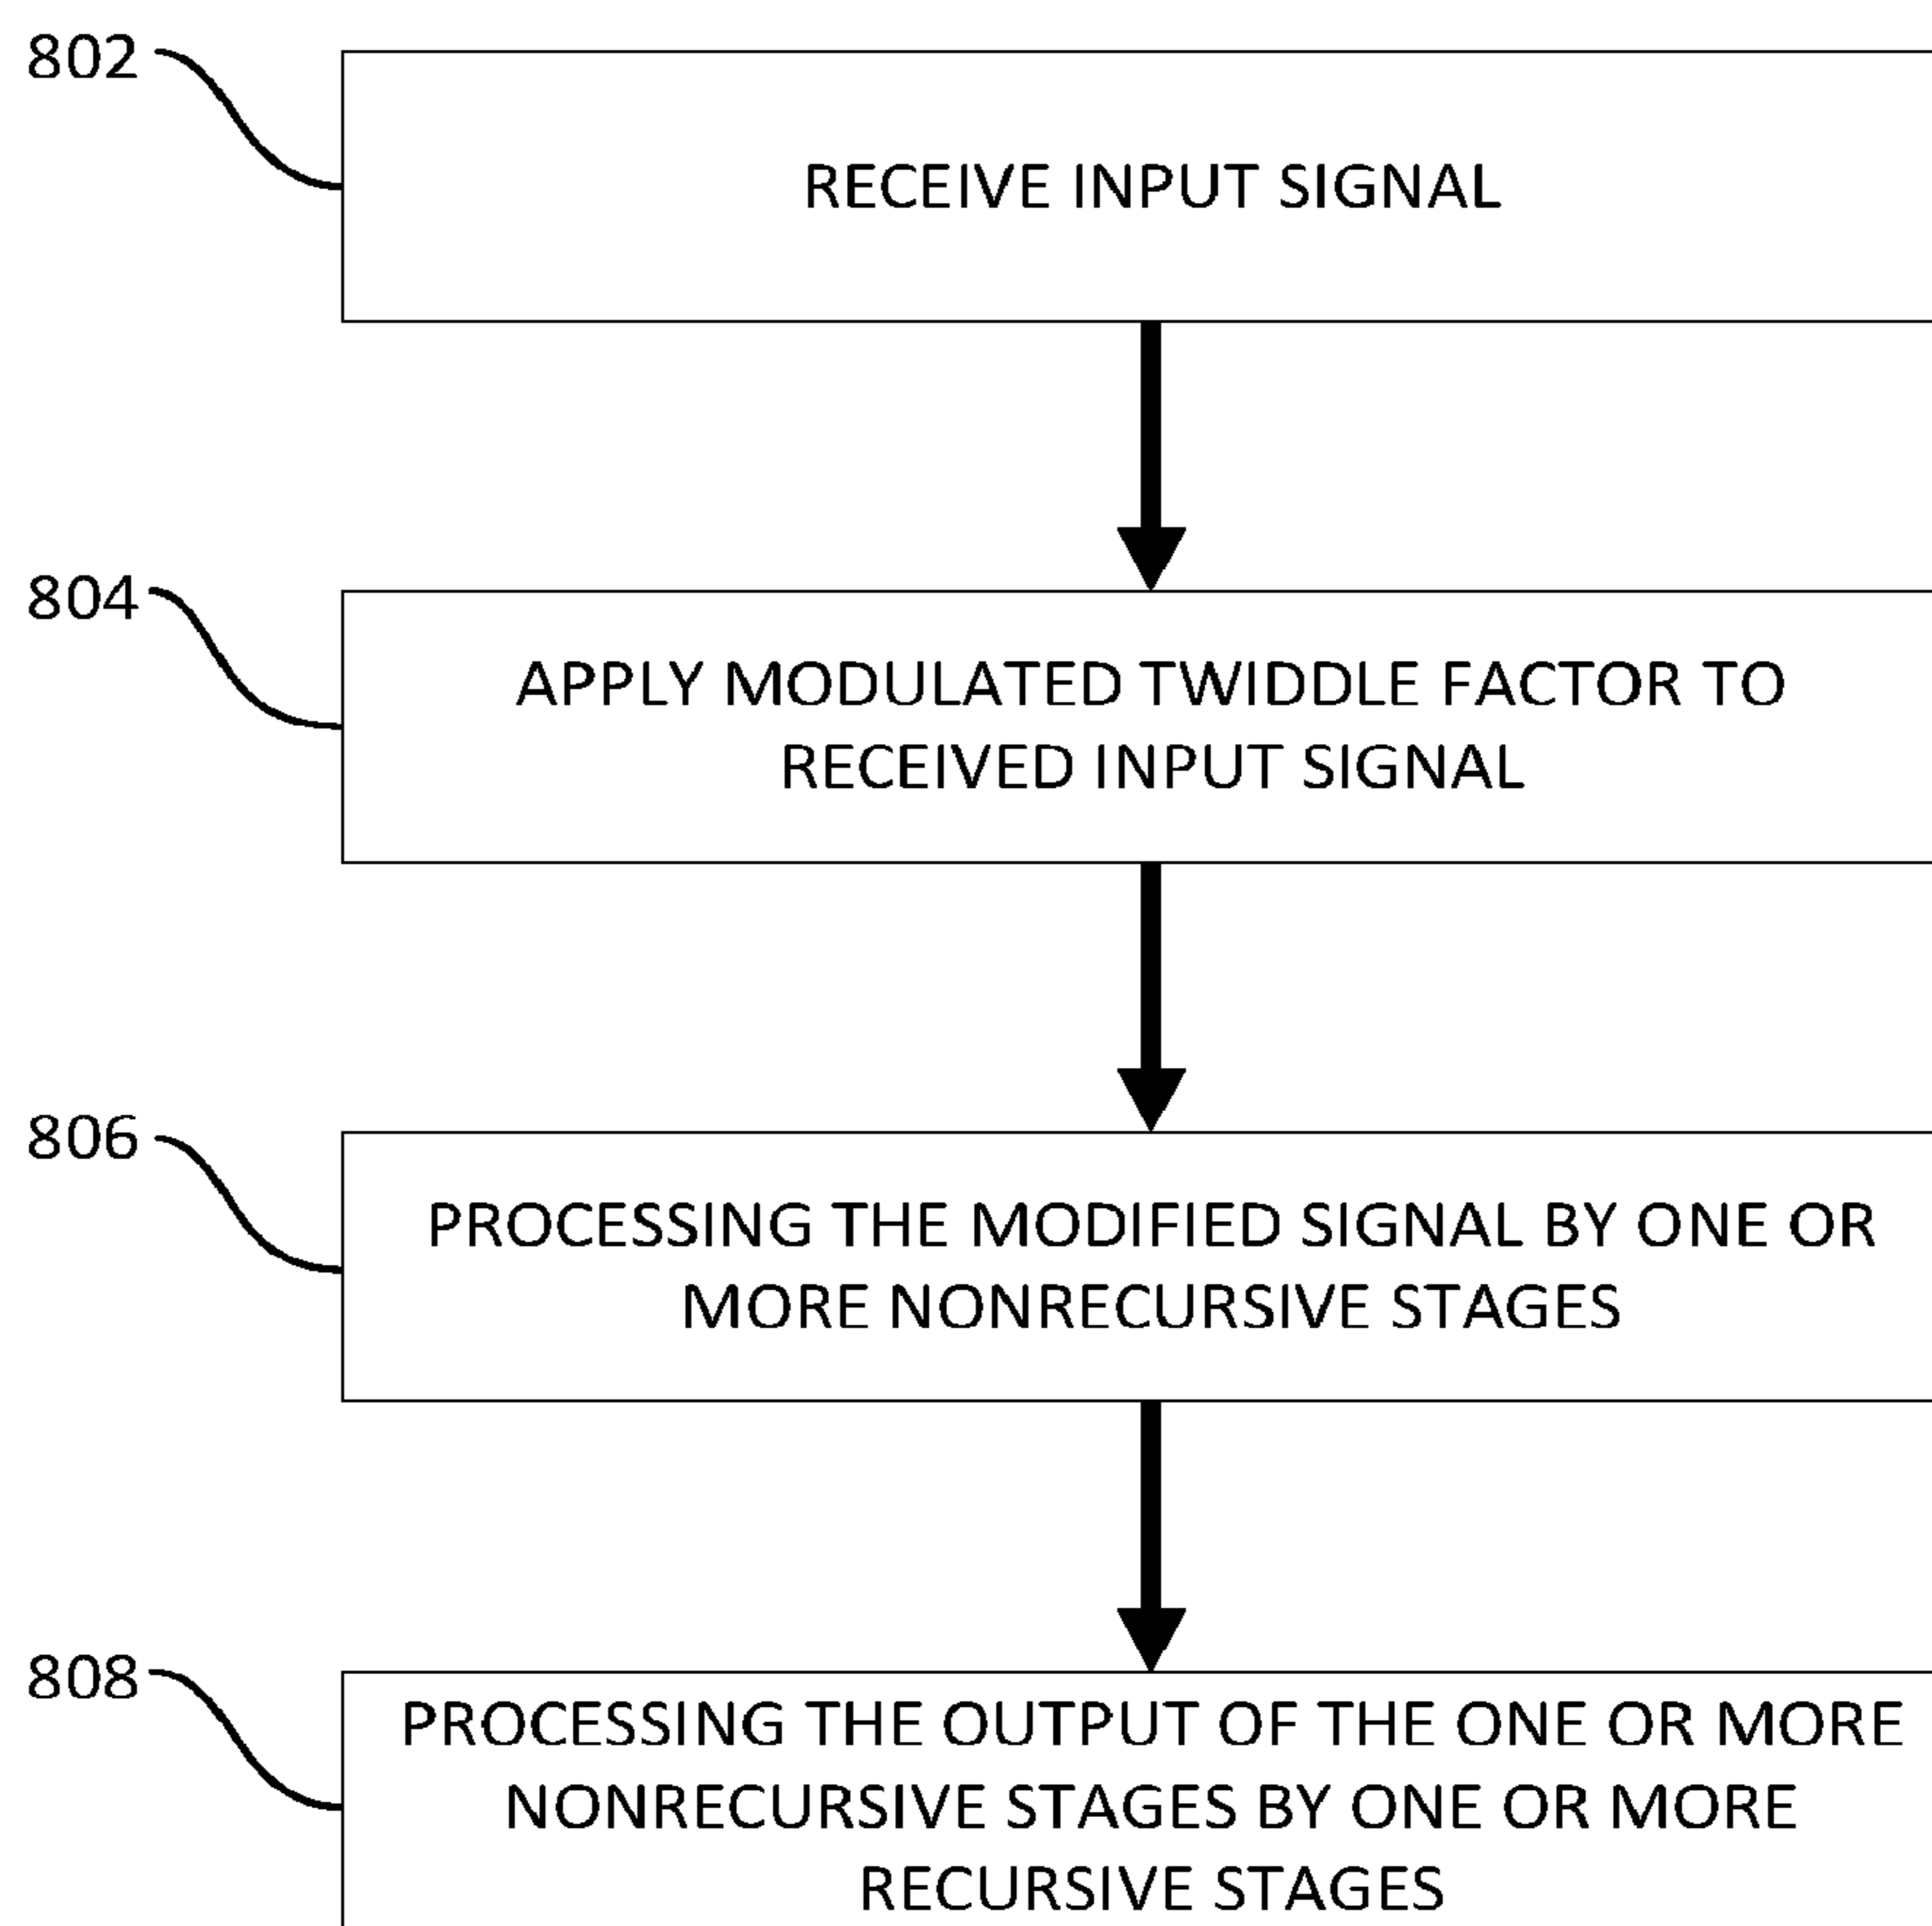 802
RECEIVE INPUT SIGNAL
804
APPLY MODULATED TWIDDLE FACTOR TO
RECEIVED INPUT SIGNAL
806
PROCESSING THE MODIFIED SIGNAL BY ONE OR
MORE NONRECURSIVE STAGES
808
PROCESSING THE OUTPUT OF THE ONE OR MORE
NONRECURSIVE STAGES BY ONE OR MORE
RECURSIVE STAGES